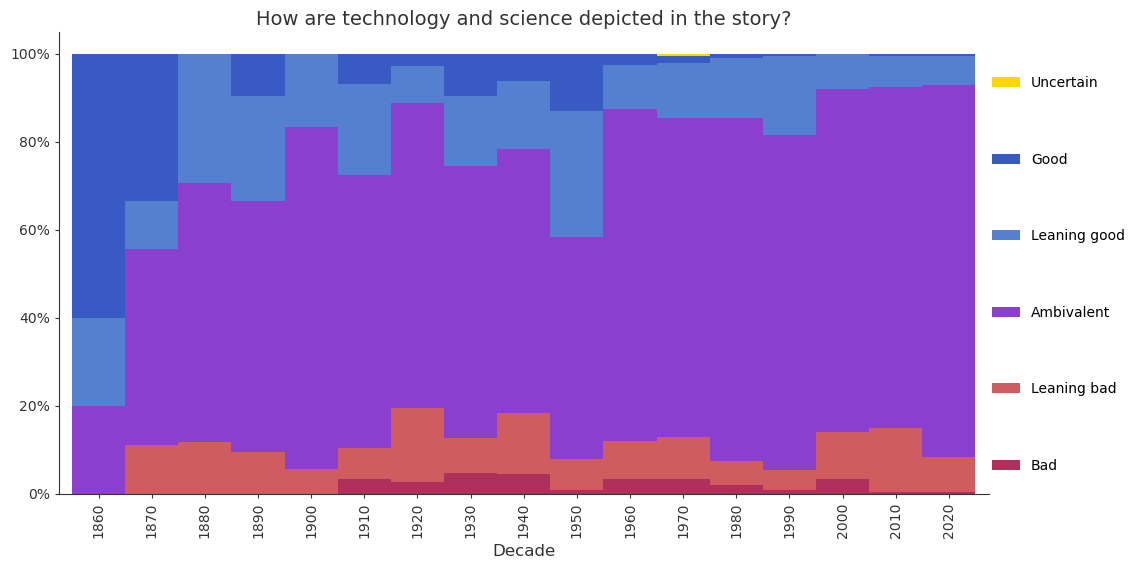 How are technology and science depicted in the story?
100%
80%
60%
40%
20%
0%
1860
1870
1880
1890
1900
1910
1920
1930
1940
1950
1960
1970
1980
1990
2000
2010
2020
Decade
Uncertain
Good
Leaning good
Ambivalent
Leaning bad
Bad